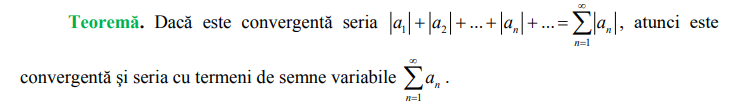 Teoremă. Dacă este convergentă seria |a₁|+|a₂|+...+|aₙ|+...=∑_{n=1}^{∞}|aₙ|, atunci este
convergentă şi seria cu termeni de semne variabile ∑_{n=1}^{∞} aₙ .